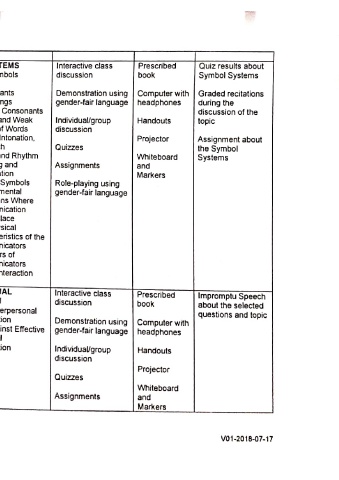 TEMS
nbols
ants
ngs
Consonants
and Weak
of Words
Intonation,
h
and Rhythm
g and
tion
Symbols
mental
ns Where
nication
lace
sical
eristics of the
nicators
rs of
nicators
nteraction
Interactive class
discussion
Demonstration using
gender-fair language
Individual/group
discussion
Quizzes
Assignments
Role-playing using
gender-fair language
Prescribed
book
Computer with
headphones
Handouts
Projector
Whiteboard
and
Markers
Quiz results about
Symbol Systems
Graded recitations
during the
discussion of the
topic
Assignment about
the Symbol
Systems
UAL
erpersonal
tion
inst Effective
tion
Interactive class
discussion
Demonstration using
gender-fair language
Individual/group
discussion
Quizzes
Assignments
Prescribed
book
Computer with
headphones
Handouts
Projector
Whiteboard
and
Markers
Impromptu Speech
about the selected
questions and topic
V01-2018-07-17